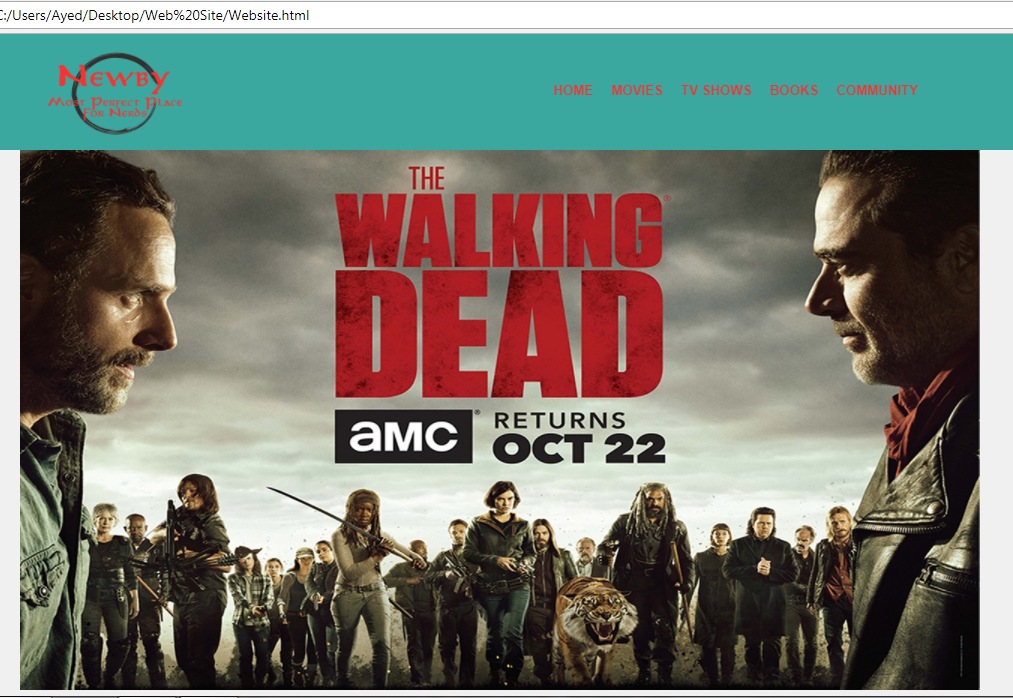 C:/Users/Ayed/Desktop/Web%20Site/Website.html
Newby
Most Perfect Place
For Nerds
HOME MOVIES TV SHOWS BOOKS COMMUNITY
THE
WALKING
DEAD
aMC RETURNS
OCT 22